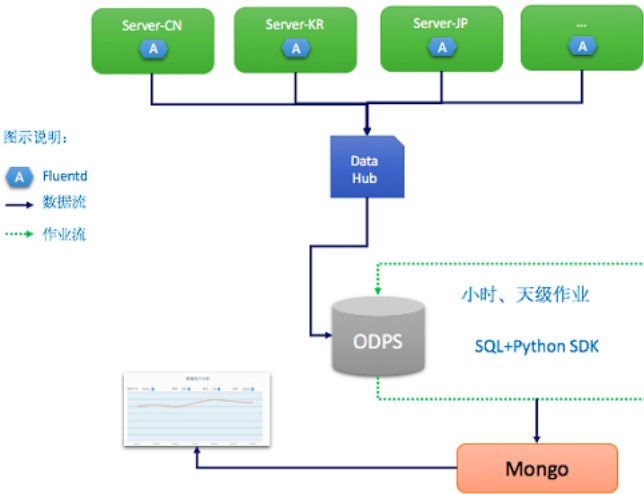 Server-CN
Server-KR
Server-JP
...
A
A
A
A
Data
Hub
图示说明:
A Fluentd
数据流
作业流
小时、天级作业
ODPS
SQL+Python SDK
Mongo